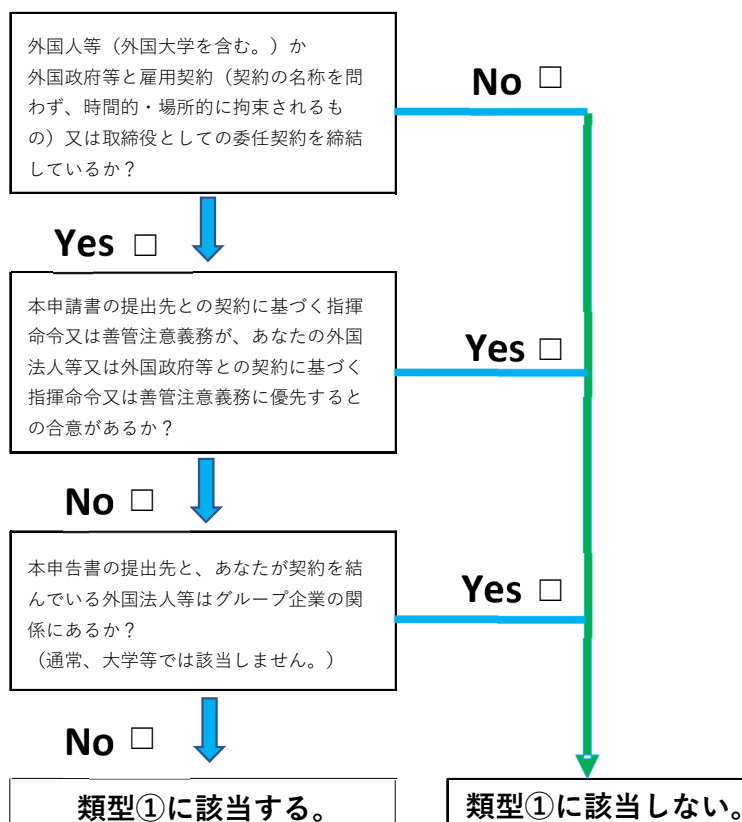 外国人等（外国大学を含む。）か
外国政府等と雇用契約（契約の名称を問
わず、時間的・場所的に拘束されるも
の）又は取締役としての委任契約を締結
しているか？
No □
Yes □
本申請書の提出先との契約に基づく指揮
命令又は善管注意義務が、あなたの外国
法人等又は外国政府等との契約に基づく
指揮命令又は善管注意義務に優先すると
の合意があるか？
Yes □
No □
本申告書の提出先と、あなたが契約を結
んでいる外国法人等はグループ企業の関
係にあるか？
（通常、大学等では該当しません。）
Yes □
No □
類型①に該当する。
類型①に該当しない。